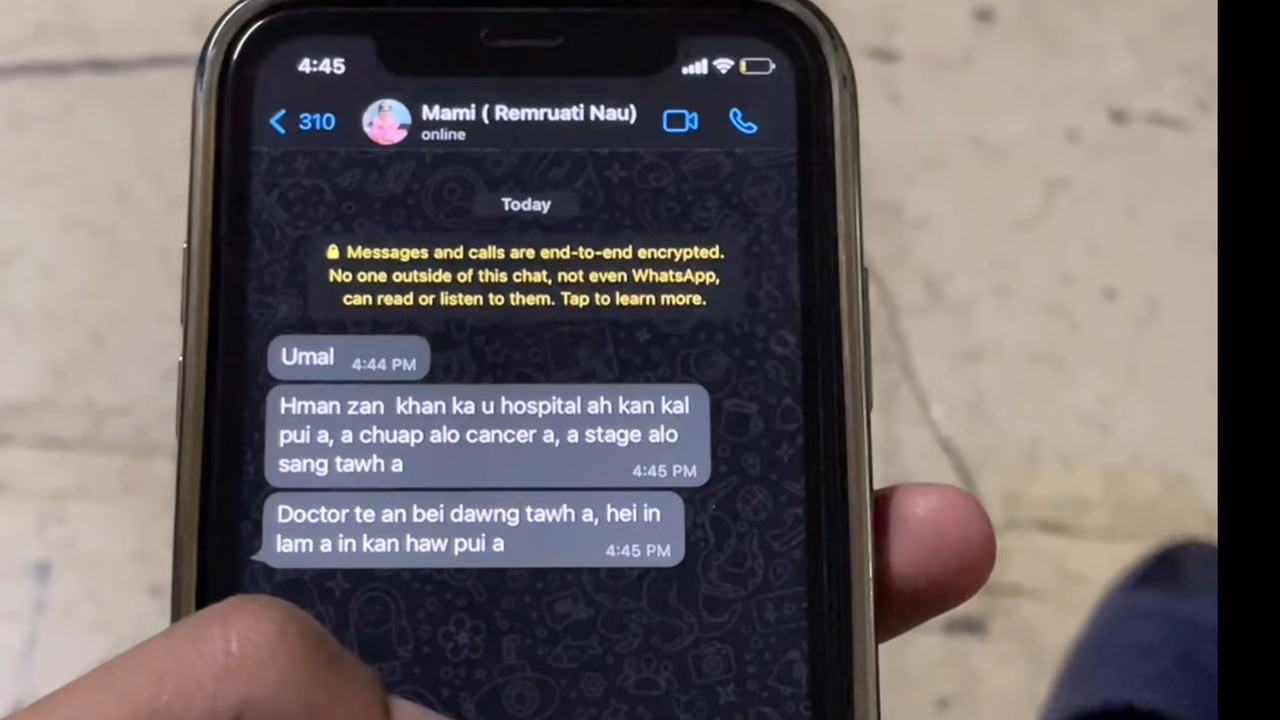 4:45
310
Mami ( Remruati Nau)
online
Today
Messages and calls are end-to-end encrypted.
No one outside of this chat, not even WhatsApp,
can read or listen to them. Tap to learn more.
Umal 4:44 PM
Hman zan khan ka u hospital ah kan kal
pui a, a chuap alo cancer a, a stage alo
sang tawh a 4:45 PM
Doctor te an bei dawng tawh a, hei in
lam a in kan haw pui a 4:45 PM